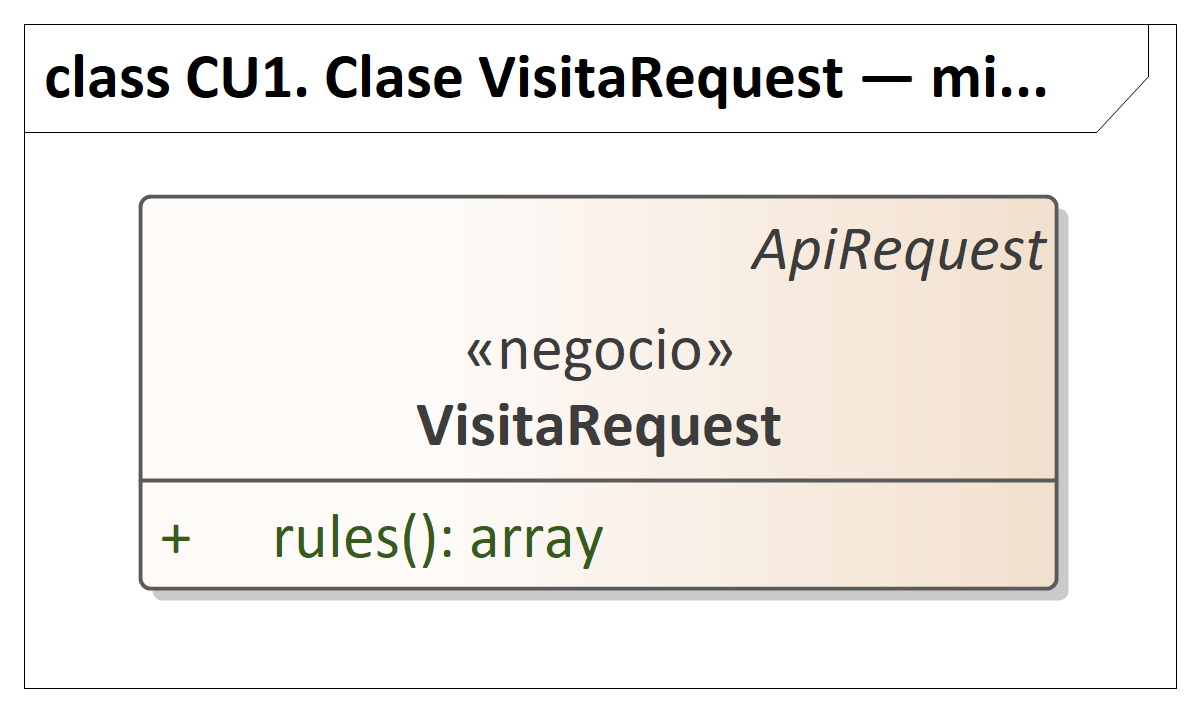 class CU1. Clase VisitaRequest — mi...
ApiRequest
«negocio»
VisitaRequest
+ rules(): array